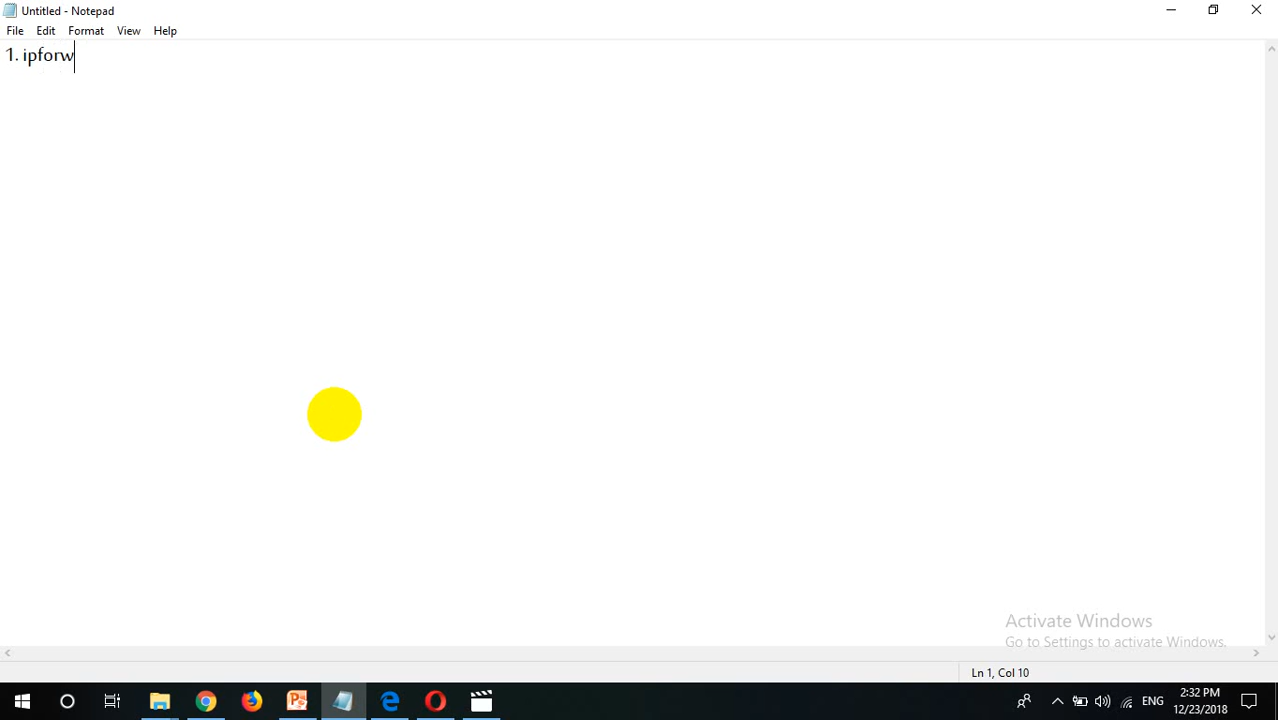 Untitled - Notepad
File Edit Format View Help
1. ipforw
Activate Windows
Go to Settings to activate Windows.
Ln 1, Col 10
ENG
2:32 PM
12/23/2018